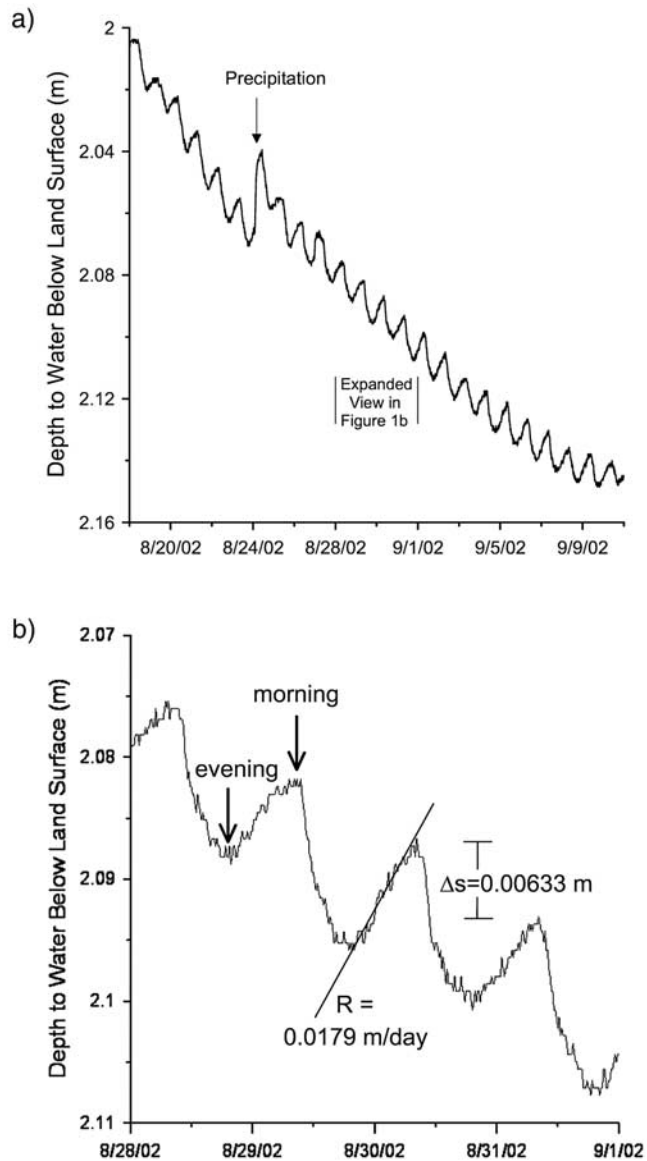 a)
Depth to Water Below Land Surface (m)
2
2.04
2.08
2.12
2.16
Precipitation
Expanded
View in
Figure 1b
8/20/02 8/24/02 8/28/02 9/1/02 9/5/02 9/9/02
b)
Depth to Water Below Land Surface (m)
2.07
2.08
2.09
2.1
2.11
morning
evening
Δs=0.00633 m
R =
0.0179 m/day
8/28/02 8/29/02 8/30/02 8/31/02 9/1/02